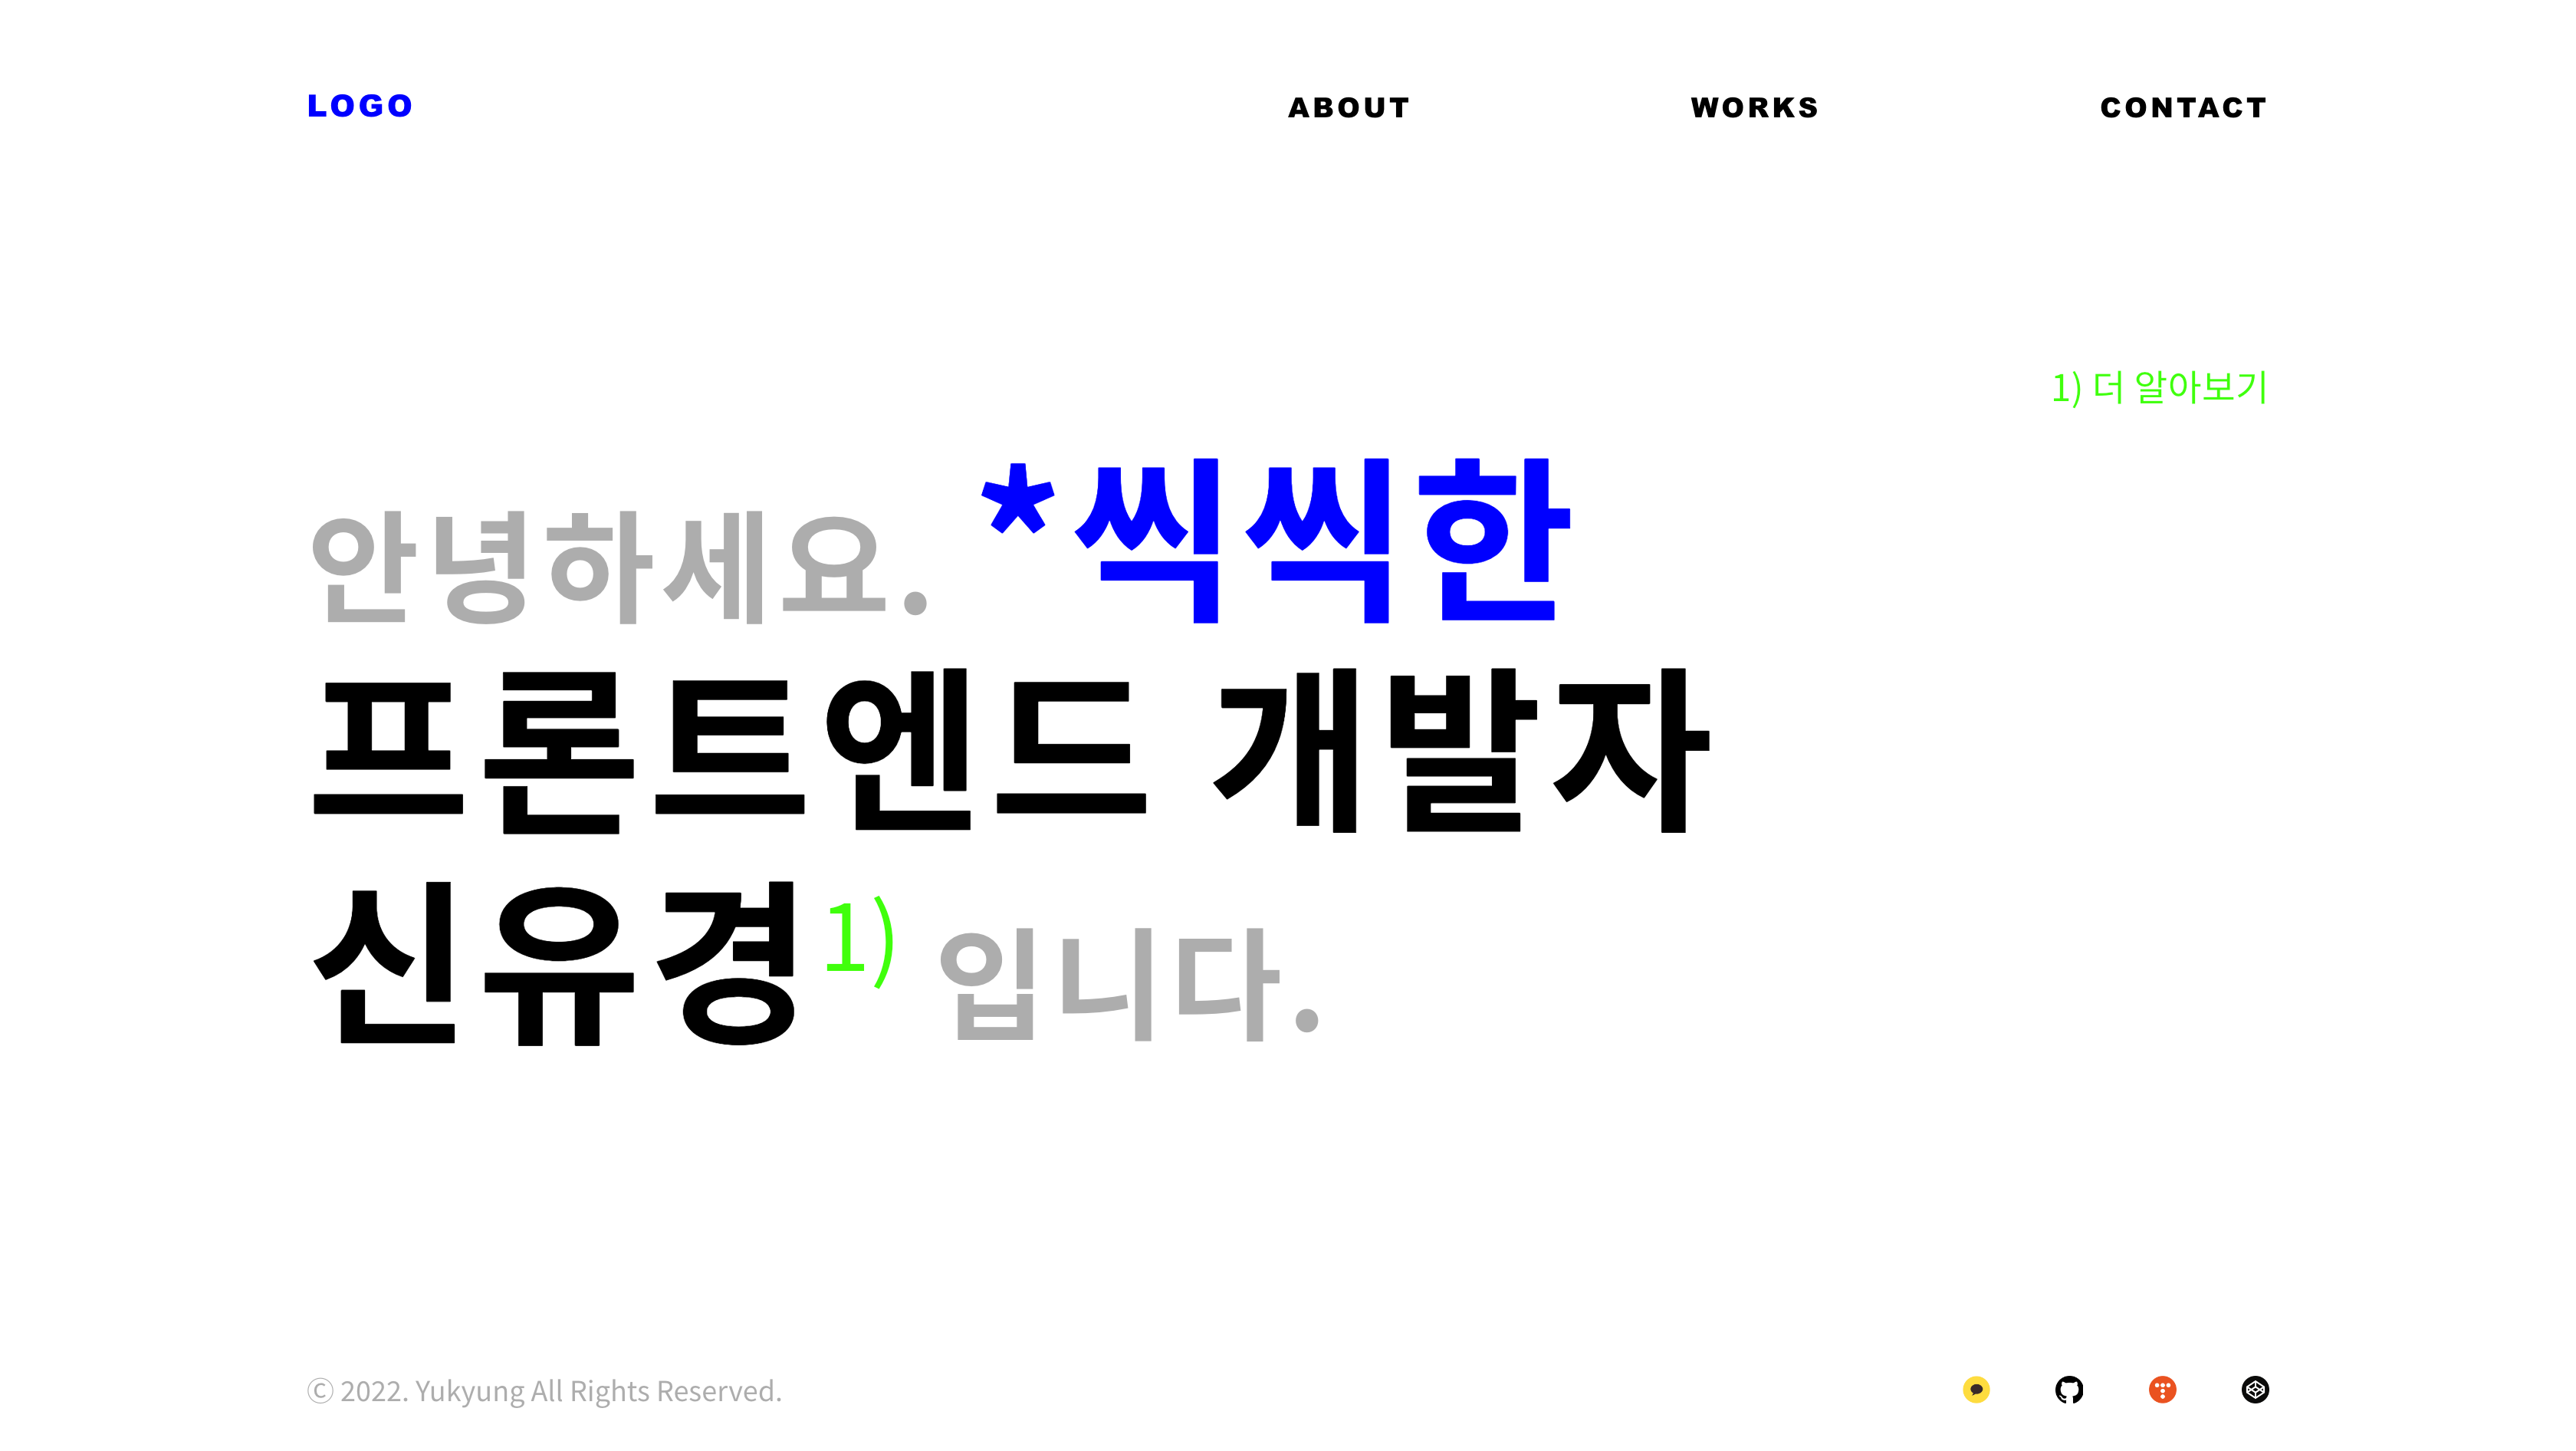 LOGO
ABOUT
WORKS
CONTACT
1) 더 알아보기
안녕하세요. *씩씩한
프론트엔드 개발자
신유경1) 입니다.
ⓒ 2022. Yukyung All Rights Reserved.